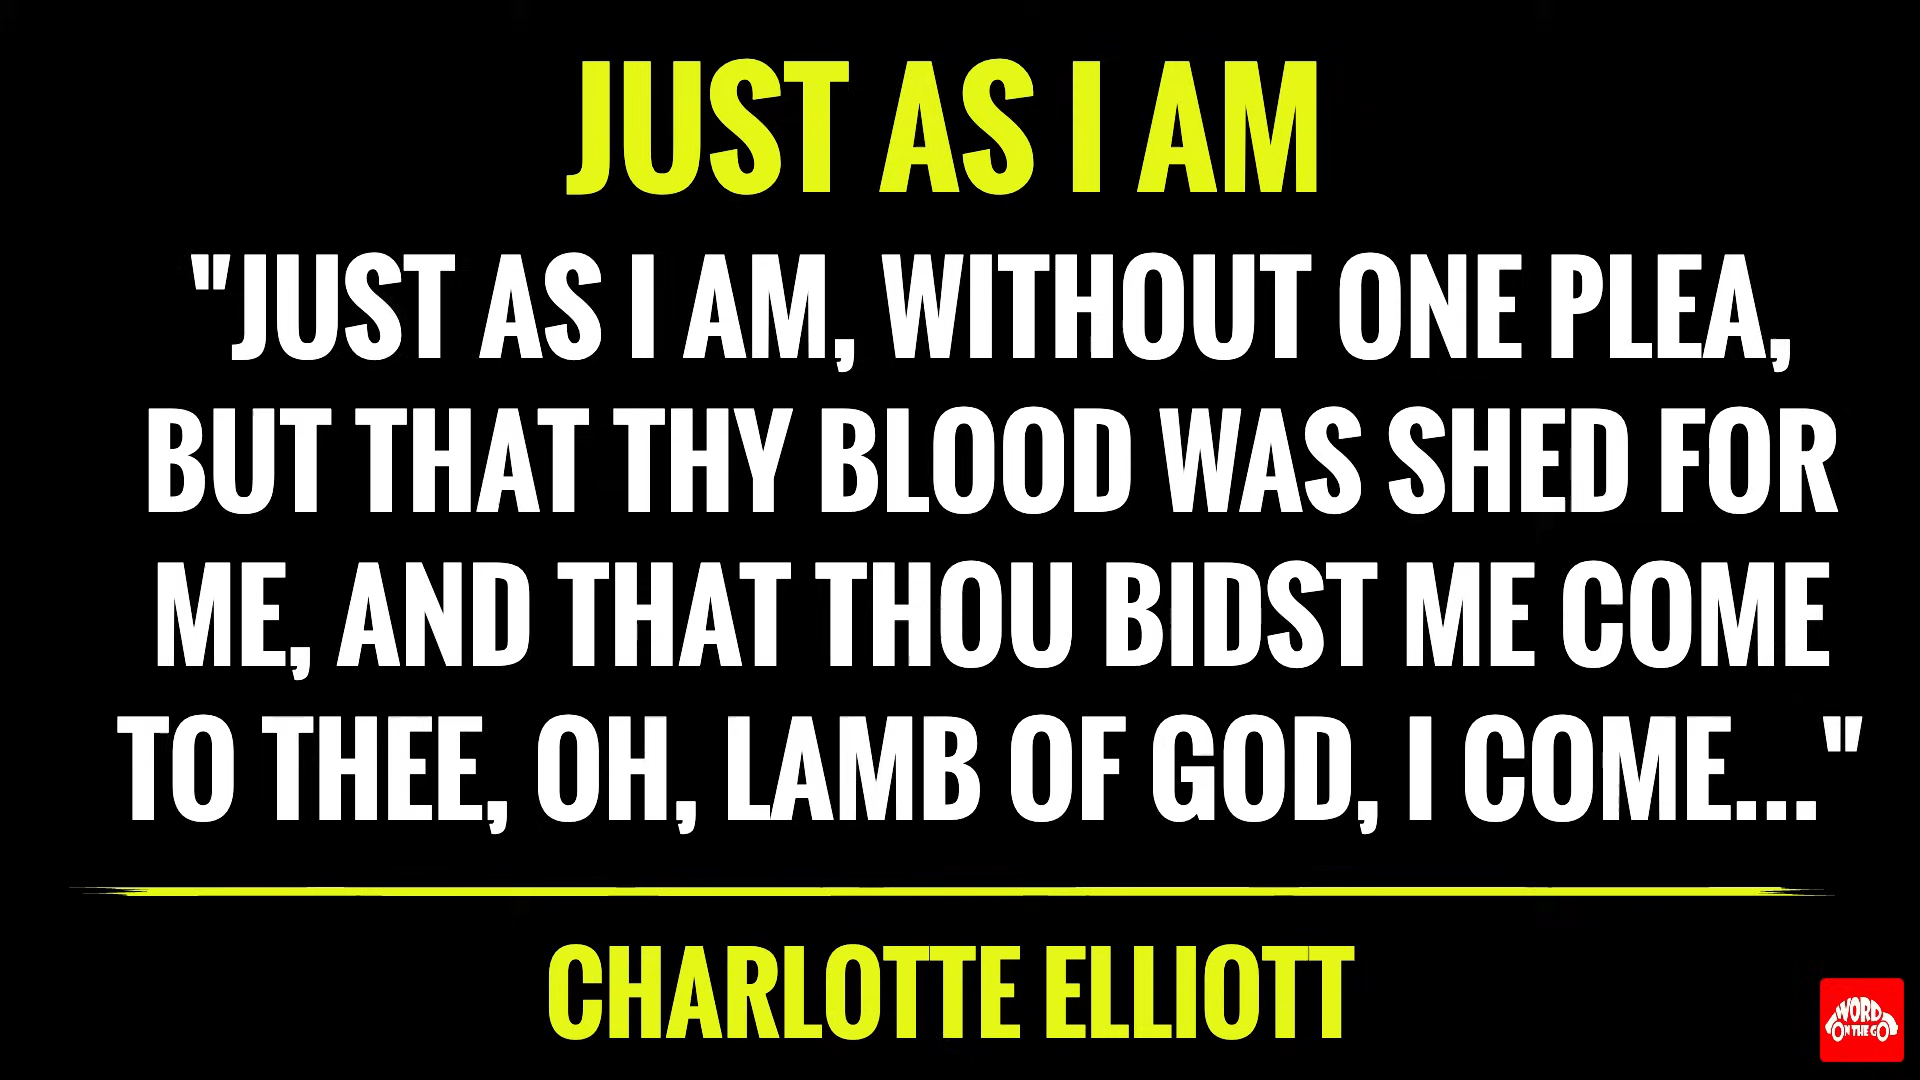 JUST AS I AM
"JUST AS I AM, WITHOUT ONE PLEA,
BUT THAT THY BLOOD WAS SHED FOR
ME, AND THAT THOU BIDST ME COME
TO THEE, OH, LAMB OF GOD, I COME..."
CHARLOTTE ELLIOTT
WORD
ON THE GO